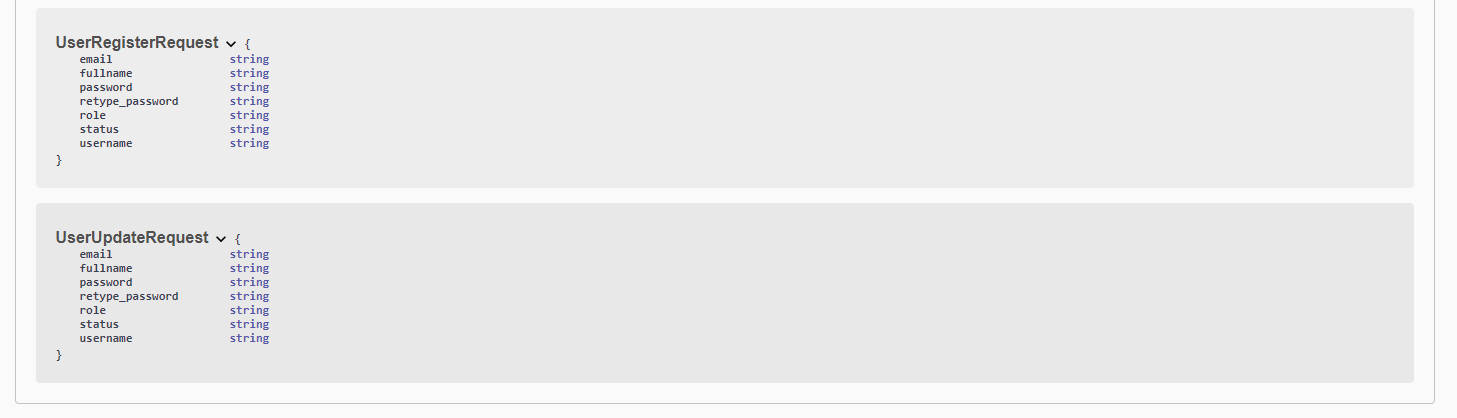 UserRegisterRequest {
email string
fullname string
password string
retype_password string
role string
status string
username string
}
UserUpdateRequest {
email string
fullname string
password string
retype_password string
role string
status string
username string
}